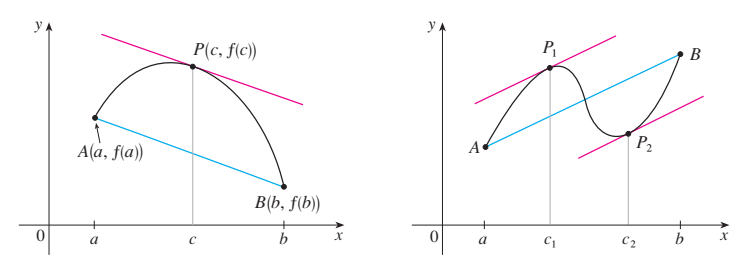 y
P(c, f(c))
A(a, f(a))
B(b, f(b))
0
a
c
b
x
y
P₁
B
A
P₂
0
a
c₁
c₂
b
x